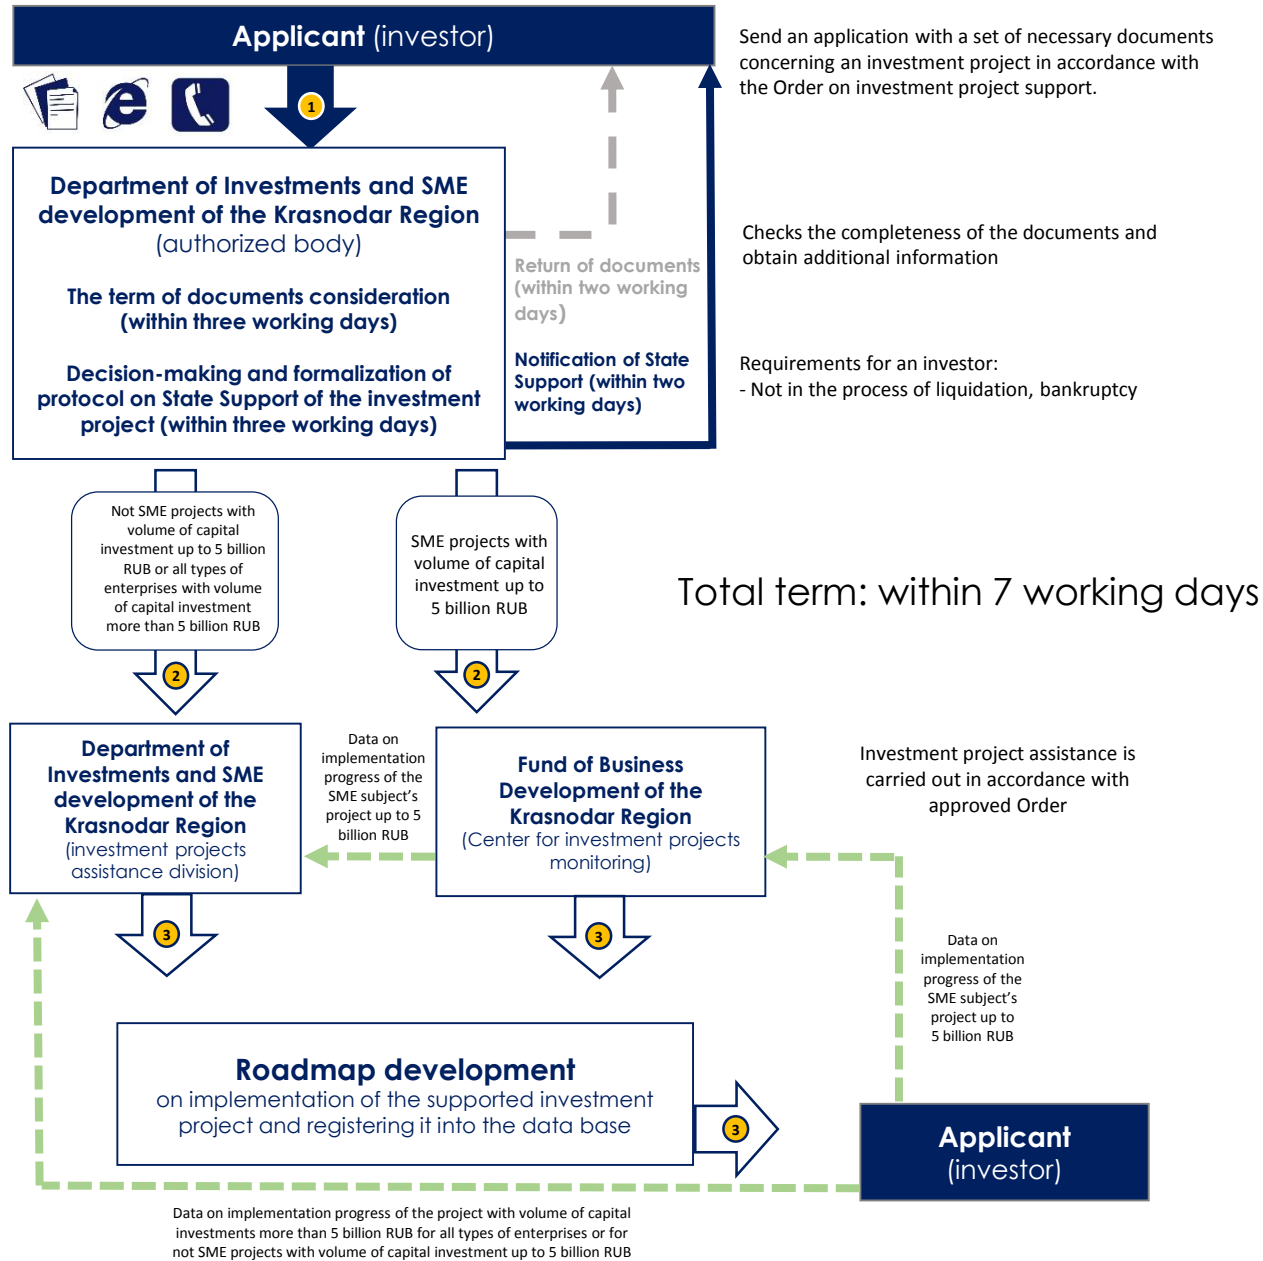 Applicant (investor)
Send an application with a set of necessary documents
concerning an investment project in accordance with
the Order on investment project support.
1
Department of Investments and SME
development of the Krasnodar Region
(authorized body)
The term of documents consideration
(within three working days)
Decision-making and formalization of
protocol on State Support of the investment
project (within three working days)
Return of documents
(within two working
days)
Notification of State
Support (within two
working days)
Checks the completeness of the documents and
obtain additional information
Requirements for an investor:
- Not in the process of liquidation, bankruptcy
Not SME projects with
volume of capital
investment up to 5 billion
RUB or all types of
enterprises with volume
of capital investment
more than 5 billion RUB
SME projects with
volume of capital
investment up to
5 billion RUB
Total term: within 7 working days
2
2
Department of
Investments and SME
development of the
Krasnodar Region
(investment projects
assistance division)
Data on
implementation
progress of the
SME subject's
project up to 5
billion RUB
Fund of Business
Development of the
Krasnodar Region
(Center for investment projects
monitoring)
Investment project assistance is
carried out in accordance with
approved Order
3
3
Data on
implementation
progress of the
SME subject's
project up to
5 billion RUB
Roadmap development
on implementation of the supported investment
project and registering it into the data base
3
Applicant
(investor)
Data on implementation progress of the project with volume of capital
investments more than 5 billion RUB for all types of enterprises or for
not SME projects with volume of capital investment up to 5 billion RUB